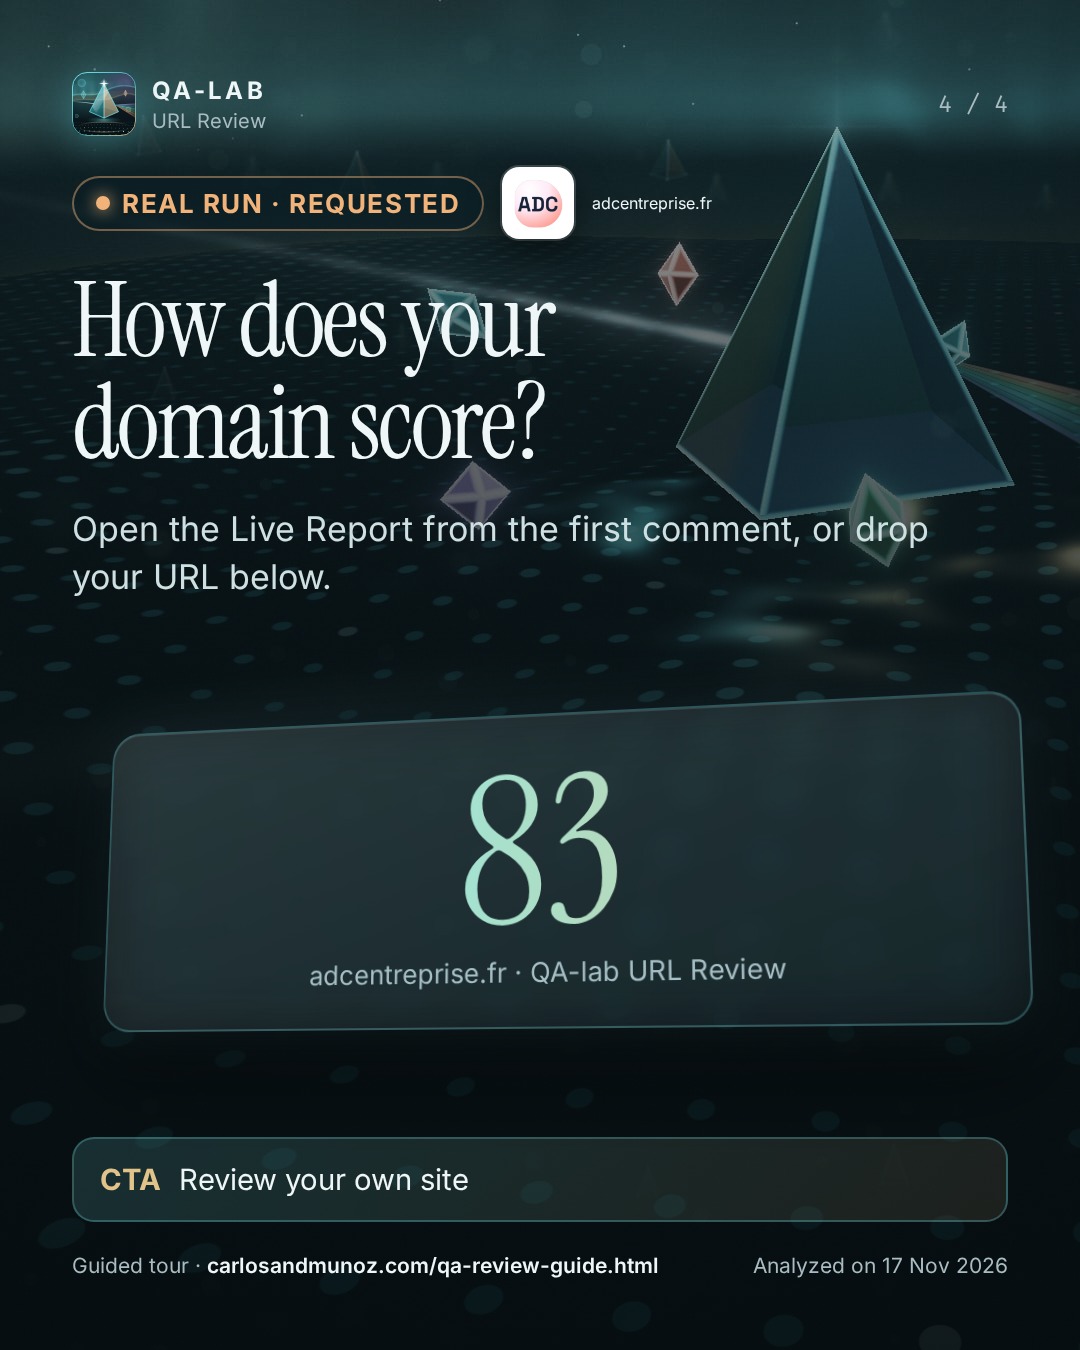 QA-LAB
URL Review
4 / 4
REAL RUN · REQUESTED
ADC
adcentreprise.fr
How does your
domain score?
Open the Live Report from the first comment, or drop
your URL below.
83
adcentreprise.fr · QA-lab URL Review
CTA Review your own site
Guided tour · carlosandmunoz.com/qa-review-guide.html
Analyzed on 17 Nov 2026